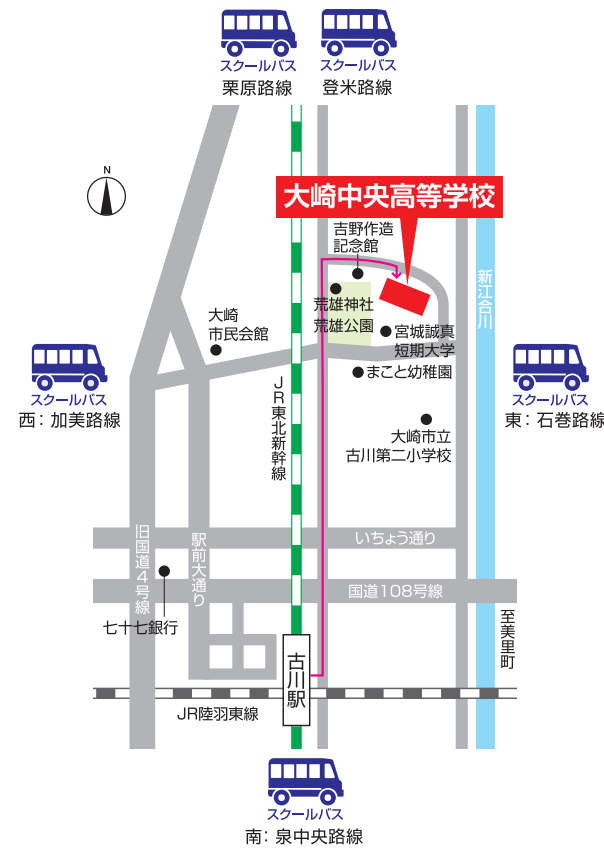 スクールバス
栗原路線
スクールバス
登米路線
N
大崎中央高等学校
吉野作造
記念館
新江合川
荒雄神社
荒雄公園
大崎
市民会館
宮城誠真
短期大学
スクールバス
西：加美路線
まこと幼稚園
スクールバス
東：石巻路線
JR東北新幹線
大崎市立
古川第二小学校
旧国道4号線
駅前大通り
いちょう通り
国道108号線
七十七銀行
至美里町
古川駅
JR陸羽東線
スクールバス
南：泉中央路線